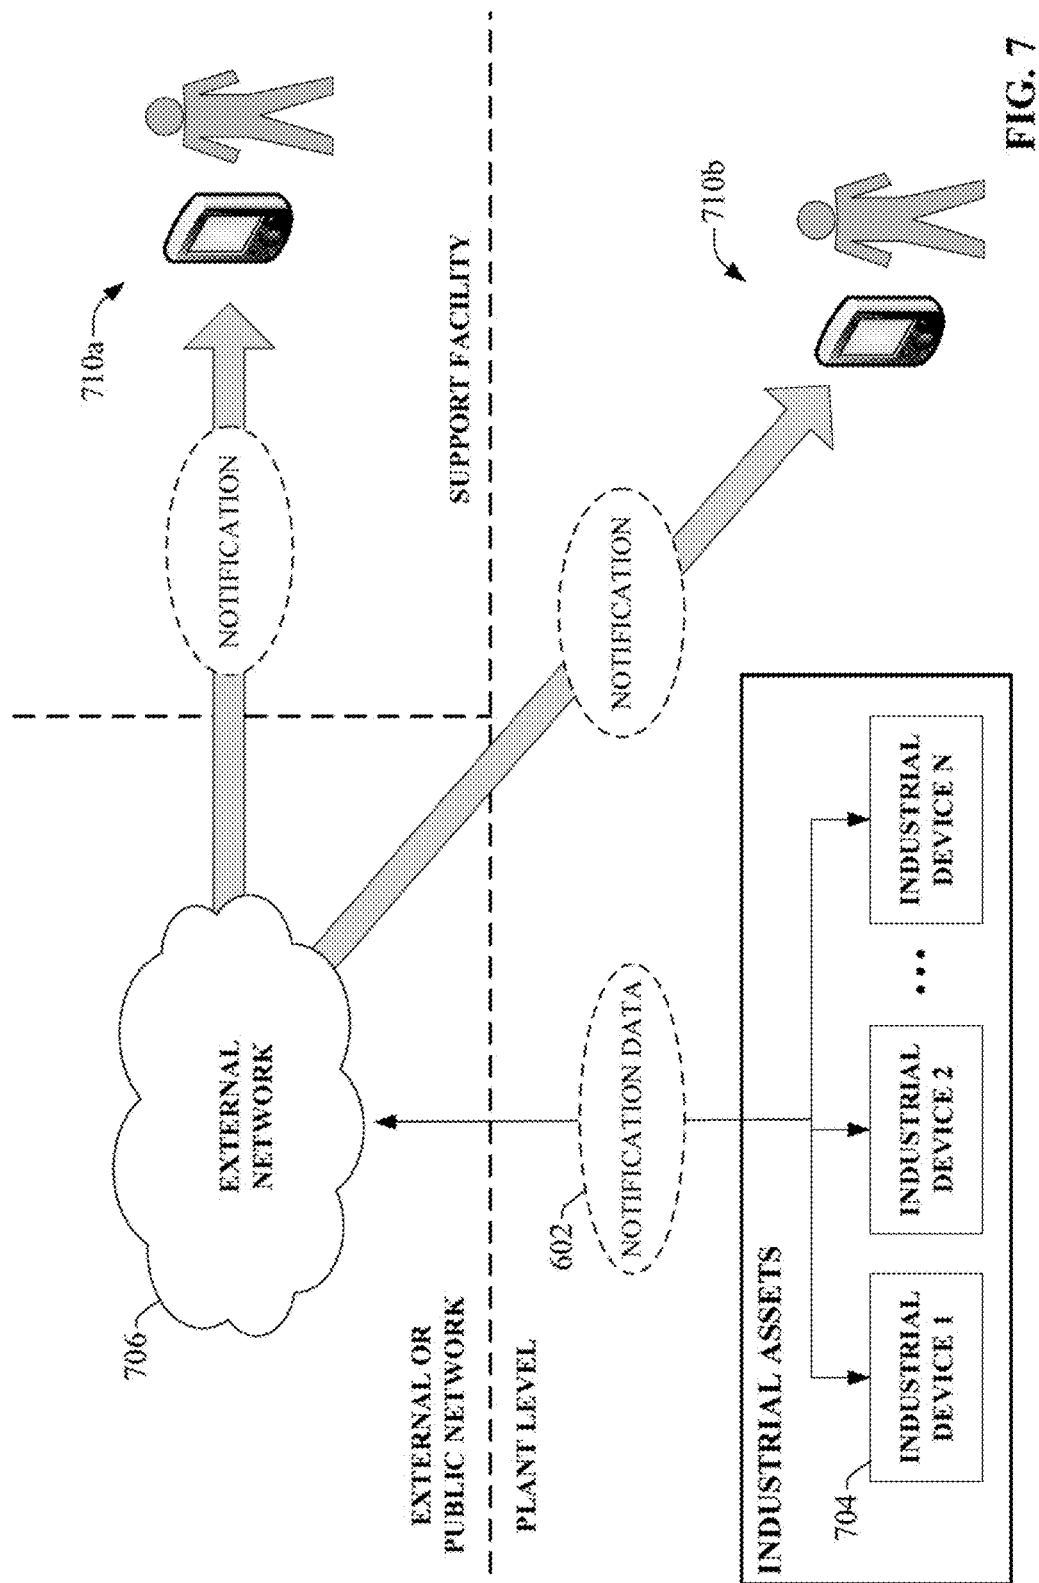 706
EXTERNAL
NETWORK
NOTIFICATION
710a
EXTERNAL OR
PUBLIC NETWORK
SUPPORT FACILITY
PLANT LEVEL
602
NOTIFICATION DATA
NOTIFICATION
710b
INDUSTRIAL ASSETS
704
INDUSTRIAL
DEVICE 1
INDUSTRIAL
DEVICE 2
•••
INDUSTRIAL
DEVICE N
FIG. 7